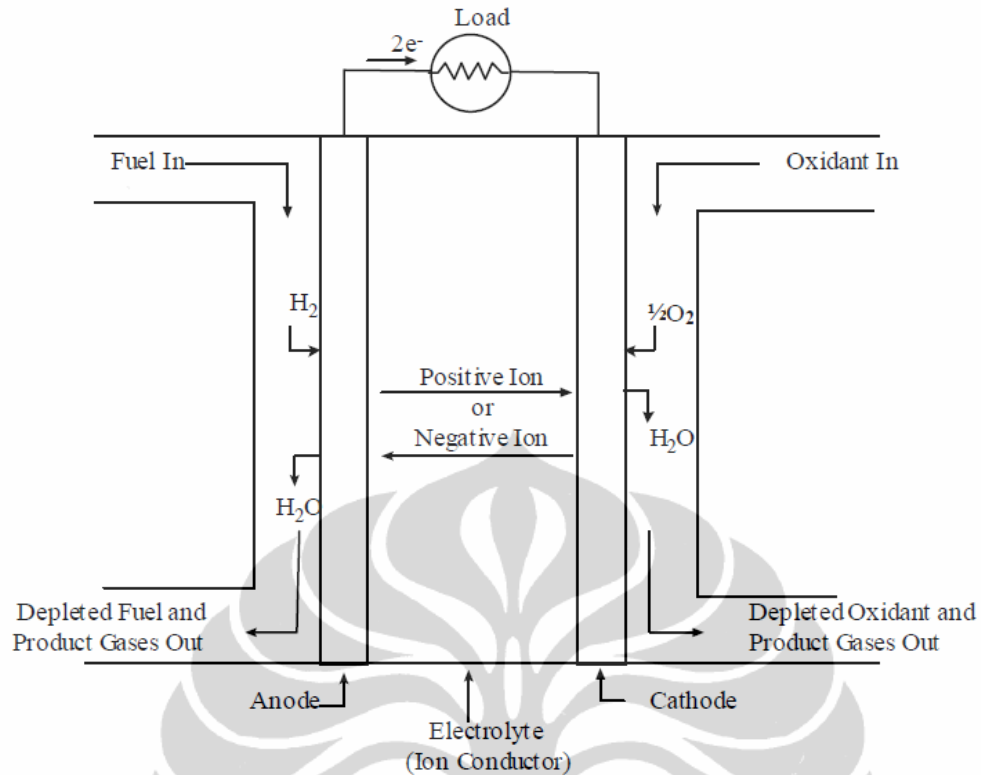 Load
2e-
Fuel In
Oxidant In
H2
½O2
Positive Ion
or
Negative Ion
H2O
H2O
Depleted Fuel and
Product Gases Out
Depleted Oxidant and
Product Gases Out
Anode
Cathode
Electrolyte
(Ion Conductor)